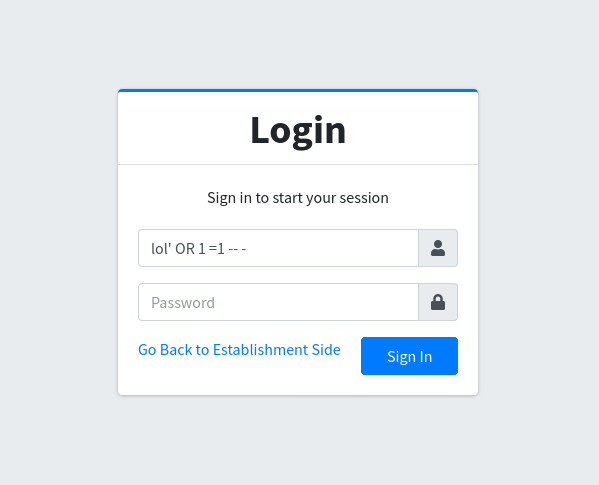 Login
Sign in to start your session
lol' OR 1 =1 -- -
Password
Go Back to Establishment Side
Sign In